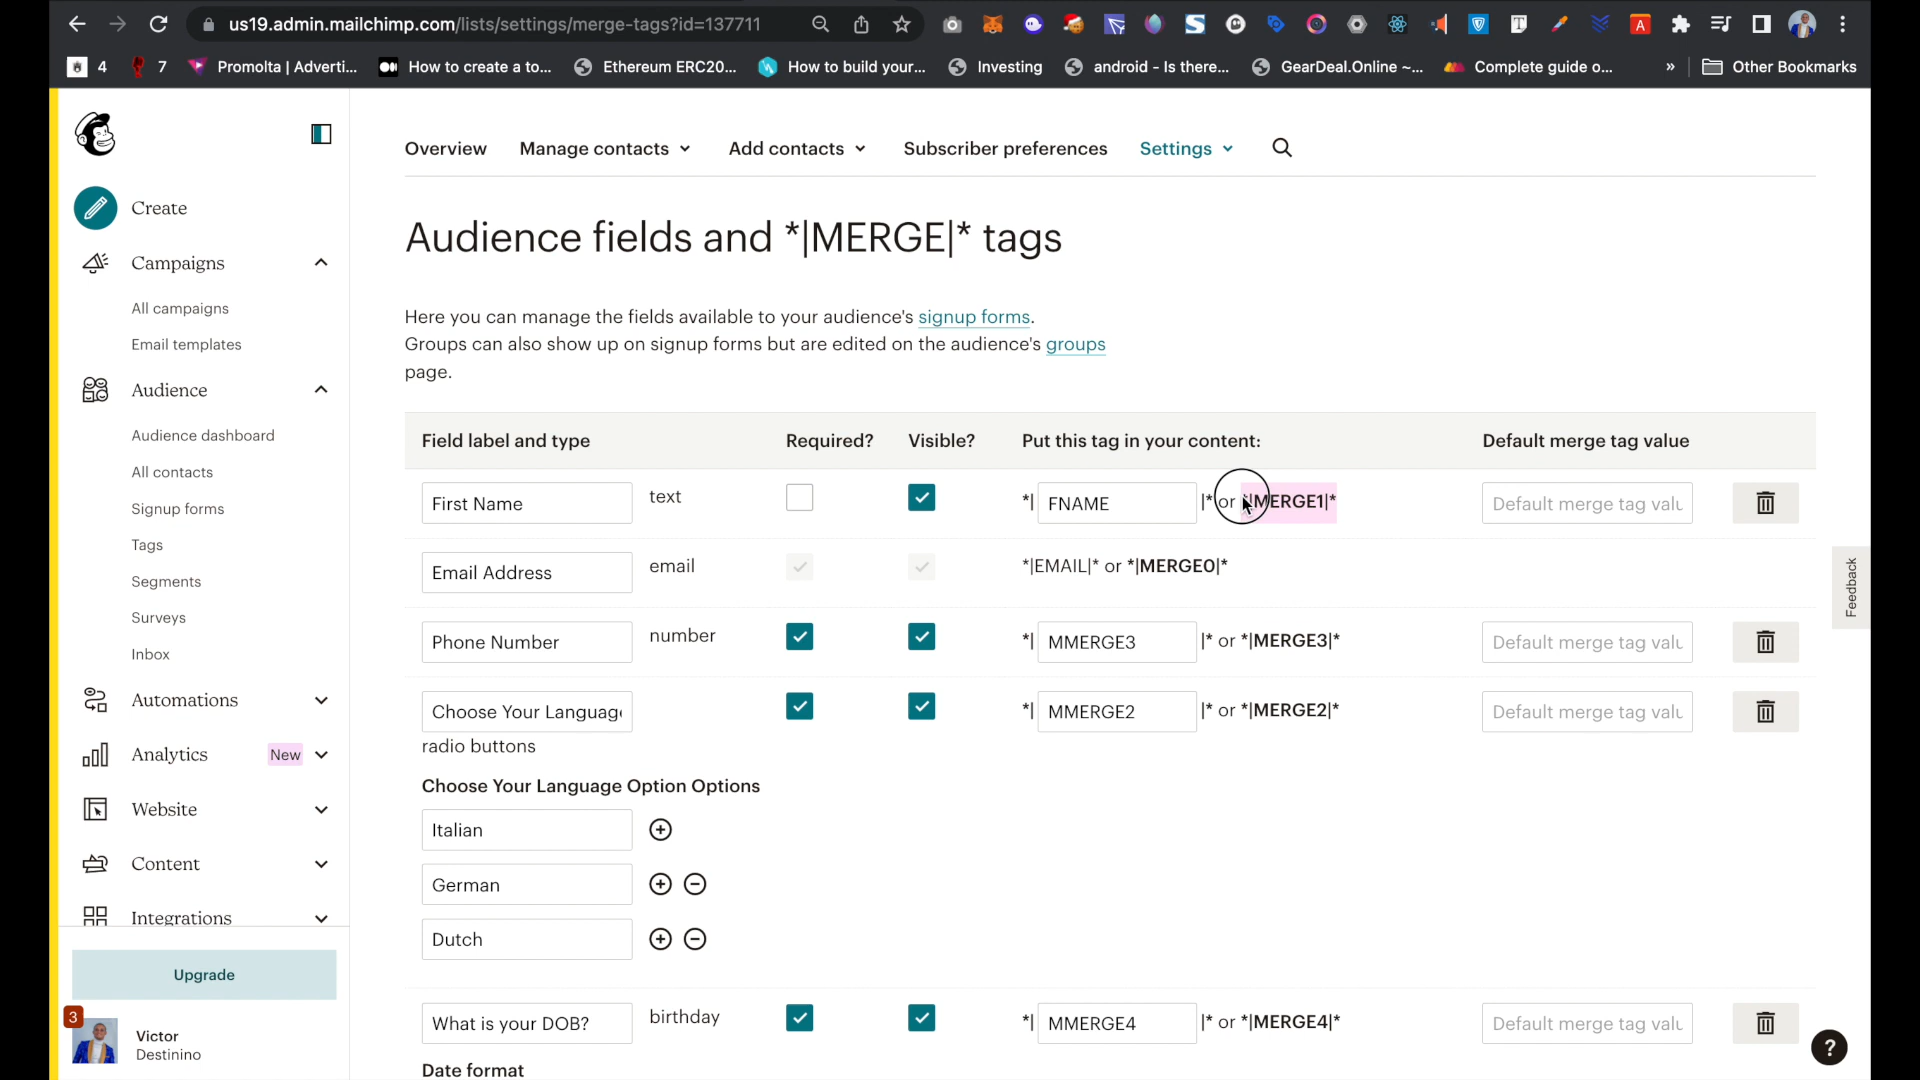 us19.admin.mailchimp.com/lists/settings/merge-tags?id=137711
4
7
Promolta | Adverti...
How to create a to...
Ethereum ERC20...
How to build your...
Investing
android - Is there...
GearDeal.Online ~...
Complete guide o...
»
Other Bookmarks
Overview
Manage contacts
Add contacts
Subscriber preferences
Settings
Create
Campaigns
All campaigns
Email templates
Audience
Audience dashboard
All contacts
Signup forms
Tags
Segments
Surveys
Inbox
Automations
Analytics New
Website
Content
Integrations
Upgrade
3
Victor
Destinino
Audience fields and *|MERGE|* tags
Here you can manage the fields available to your audience's signup forms.
Groups can also show up on signup forms but are edited on the audience's groups
page.
Field label and type Required? Visible? Put this tag in your content: Default merge tag value
First Name text *| FNAME |* or *|MERGE1|* Default merge tag valu
Email Address email *|EMAIL|* or *|MERGE0|*
Phone Number number *| MMERGE3 |* or *|MERGE3|* Default merge tag valu
Choose Your Languag *| MMERGE2 |* or *|MERGE2|* Default merge tag valu
radio buttons
Choose Your Language Option Options
Italian
German
Dutch
What is your DOB? birthday *| MMERGE4 |* or *|MERGE4|* Default merge tag valu
Date format
Feedback
?